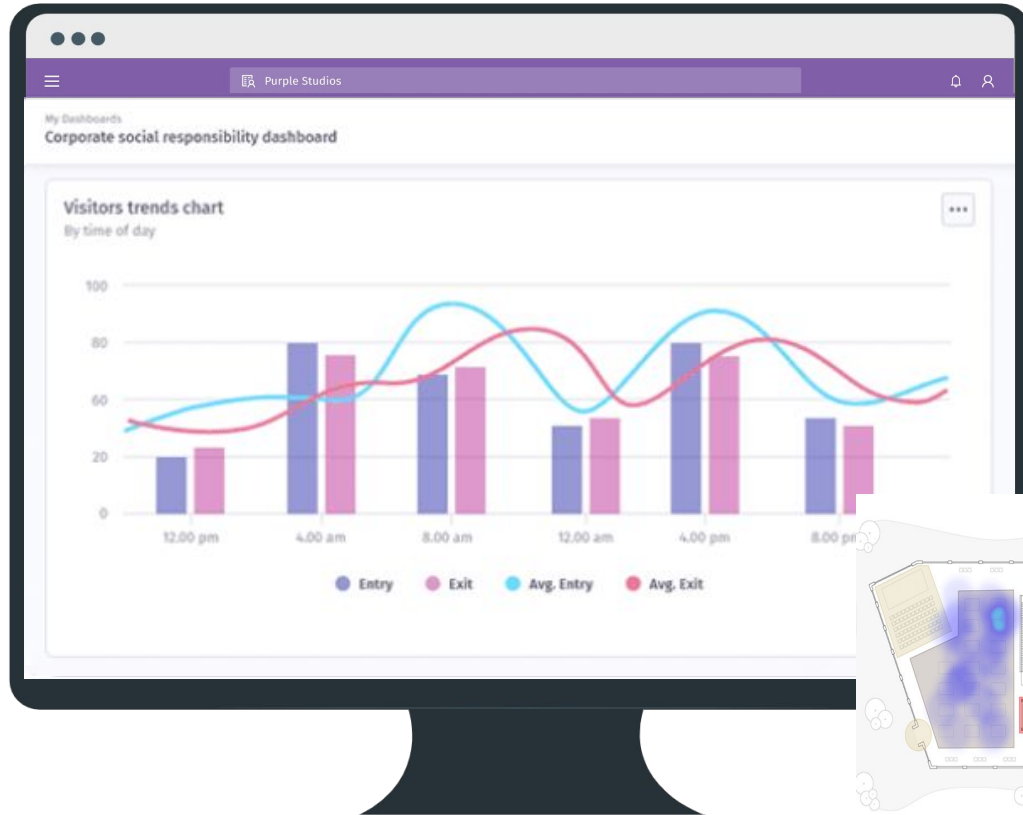 Purple Studios
My Dashboards
Corporate social responsibility dashboard
Visitors trends chart
By time of day
100
80
60
20
0
12.00 pm 4.00 am 8.00 am 12.00 am 4.00 pm 8.00
Entry Exit Avg. Entry Avg. Exit